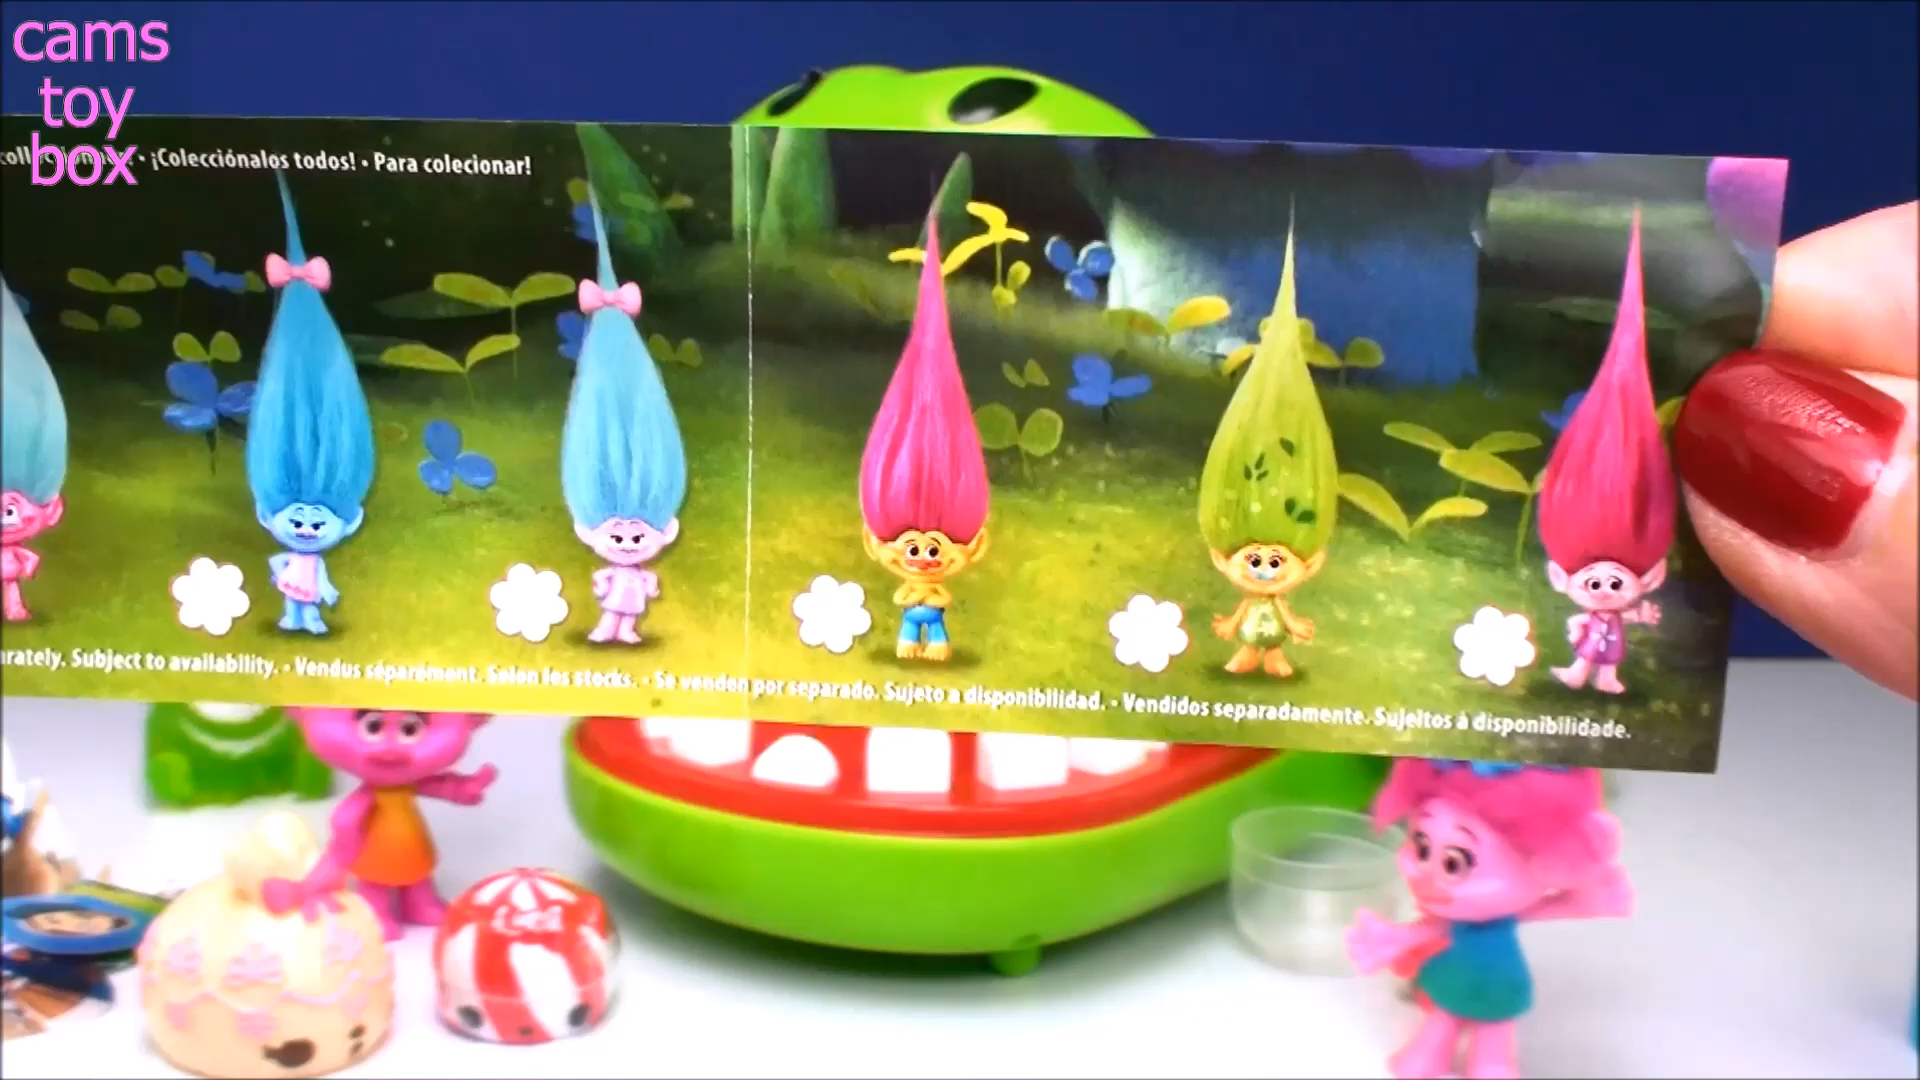 cams
toy
box
• ¡Colecciónalos todos! • Para colecionar!
Subject to availability. • Vendus séparément. Selon les stocks. • Se venden por separado. Sujeto a disponibilidad. • Vendidos separadamente. Sujeitos à disponibilidade.